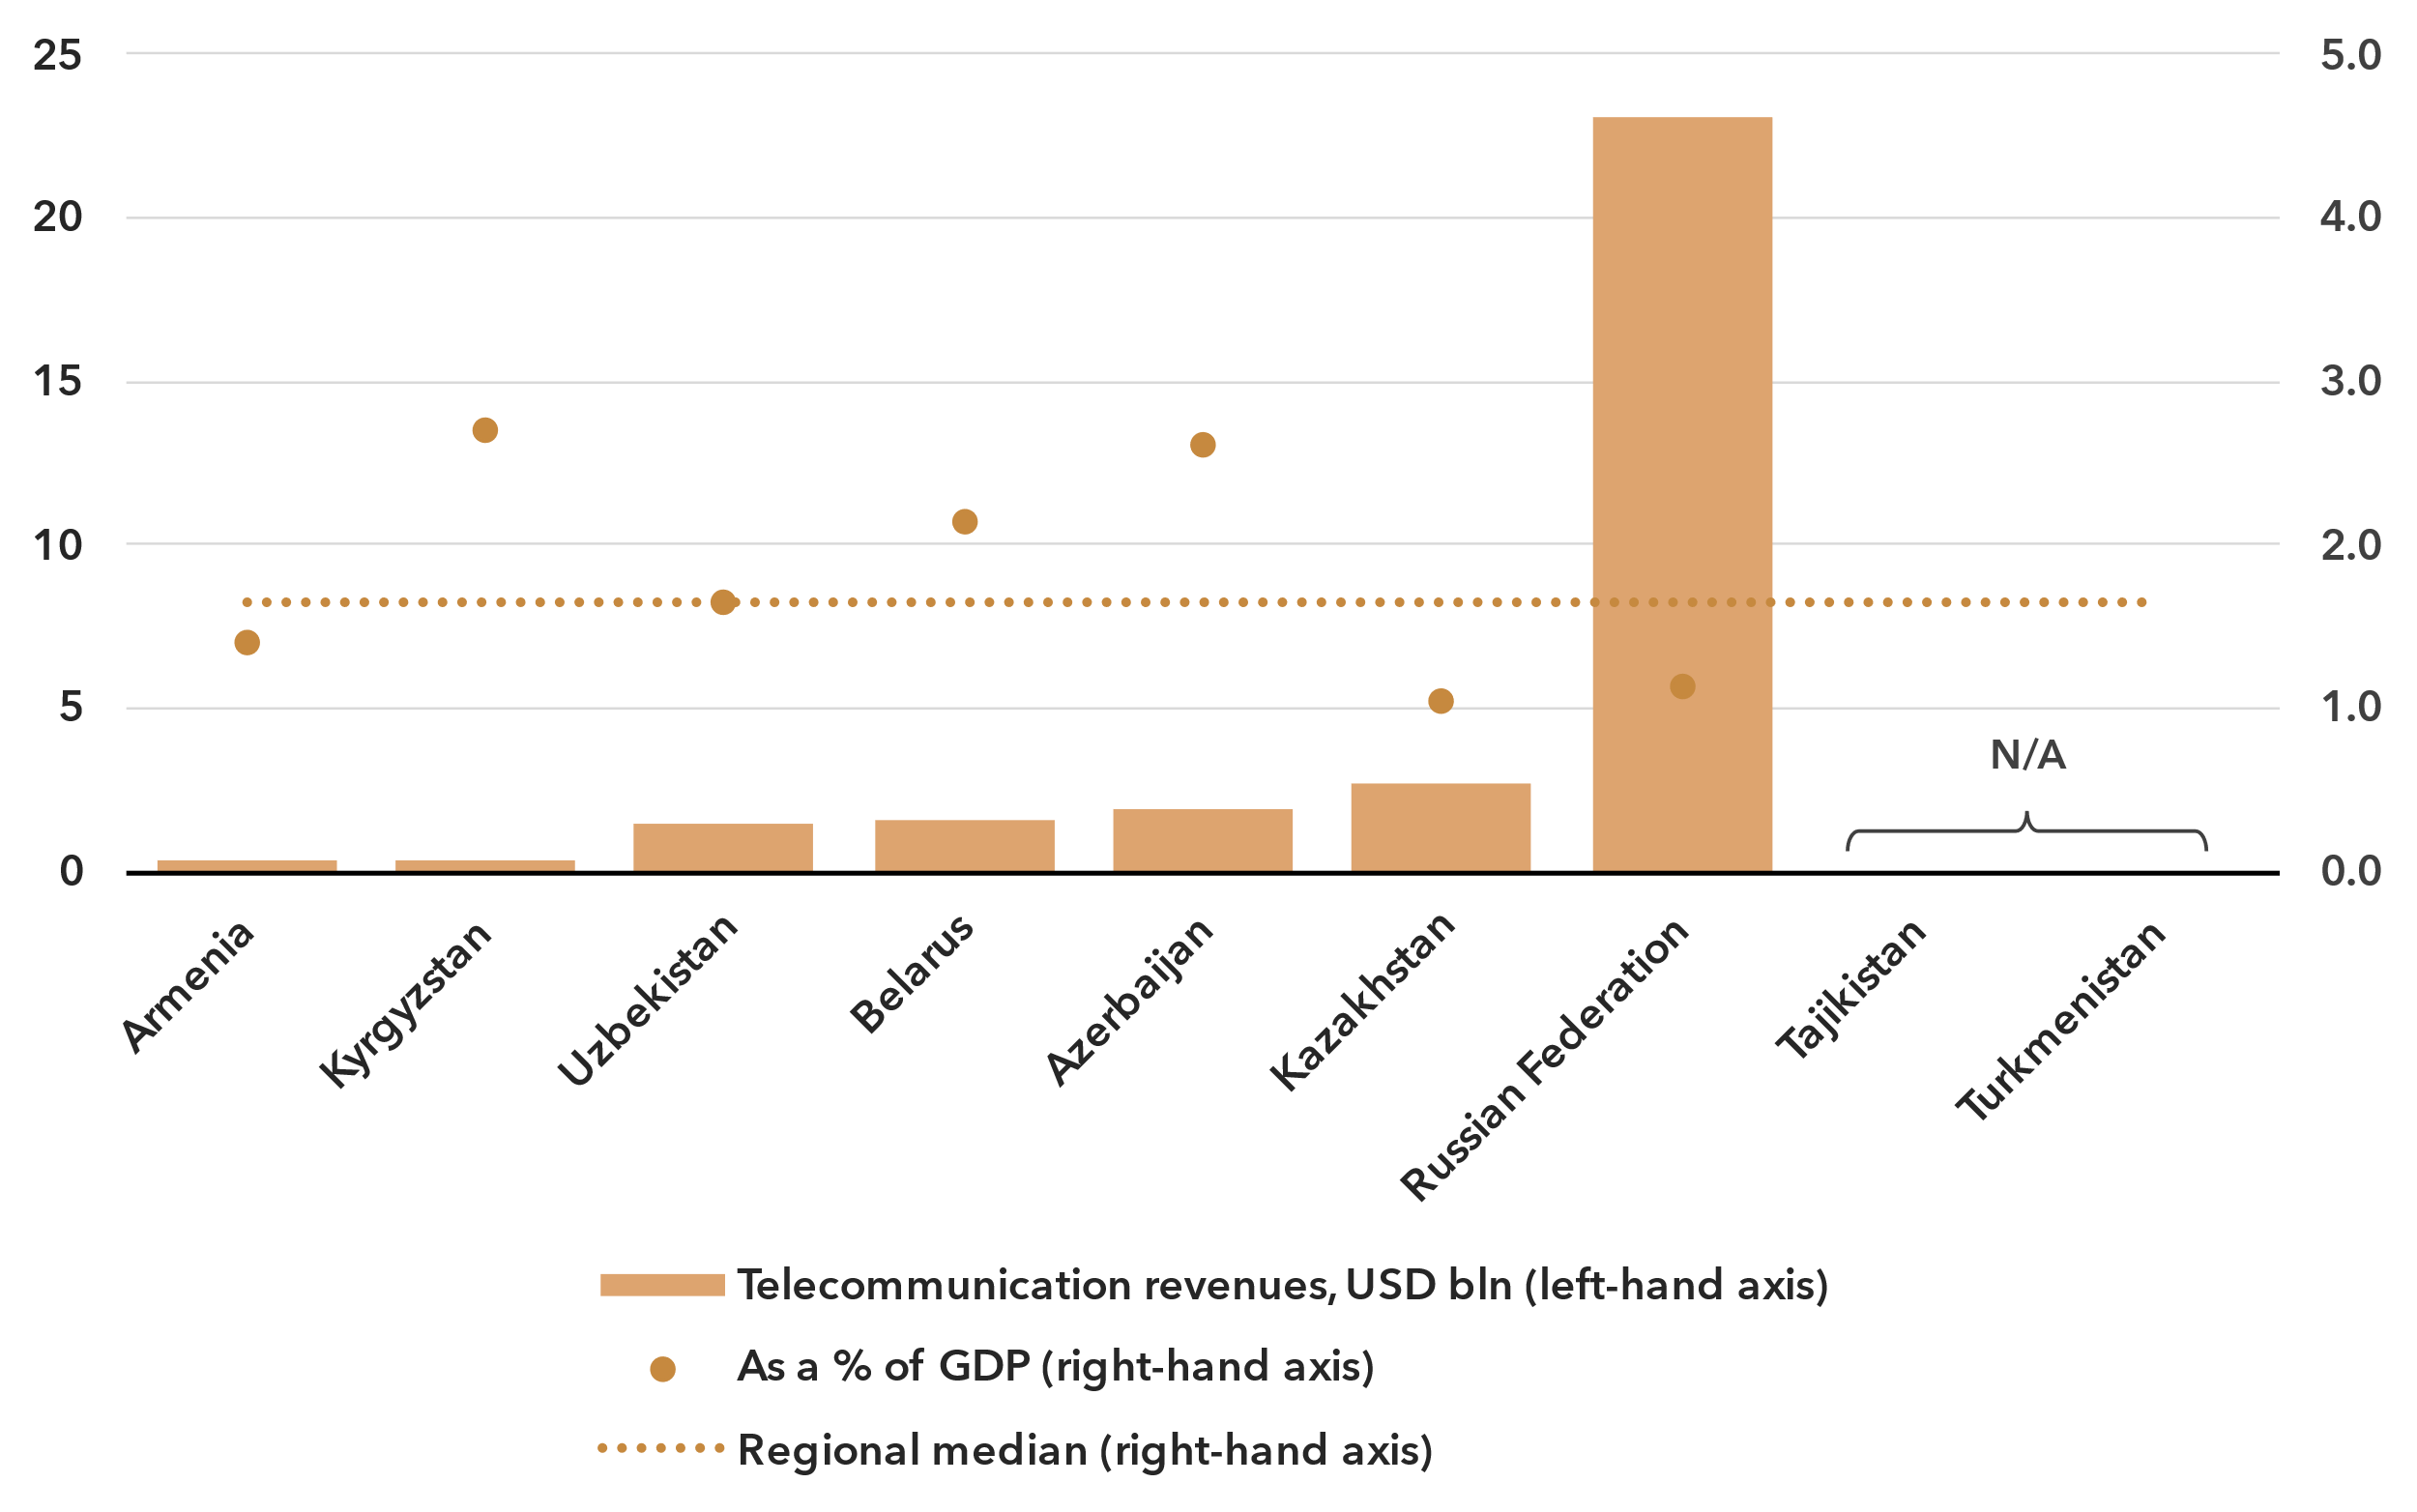 25 5.0
20 4.0
15 3.0
10 2.0
5 1.0
N/A
0 0.0
Armenia
Kyrgyzstan
Uzbekistan
Belarus
Azerbaijan
Kazakhstan
Russian Federation
Tajikistan
Turkmenistan
Telecommunication revenues, USD bln (left-hand axis)
As a % of GDP (right-hand axis)
Regional median (right-hand axis)